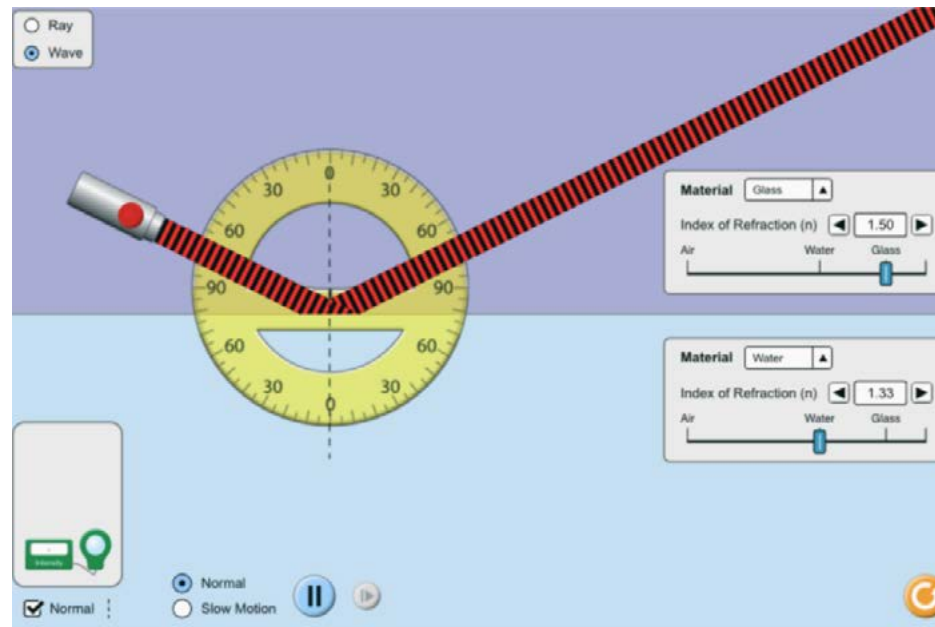 Ray
Wave
0
30 30
60 60
90 90
60 60
30 30
0
Material Glass
Index of Refraction (n) 1.50
Air Water Glass
Material Water
Index of Refraction (n) 1.33
Air Water Glass
Intensity
Normal
Normal
Slow Motion